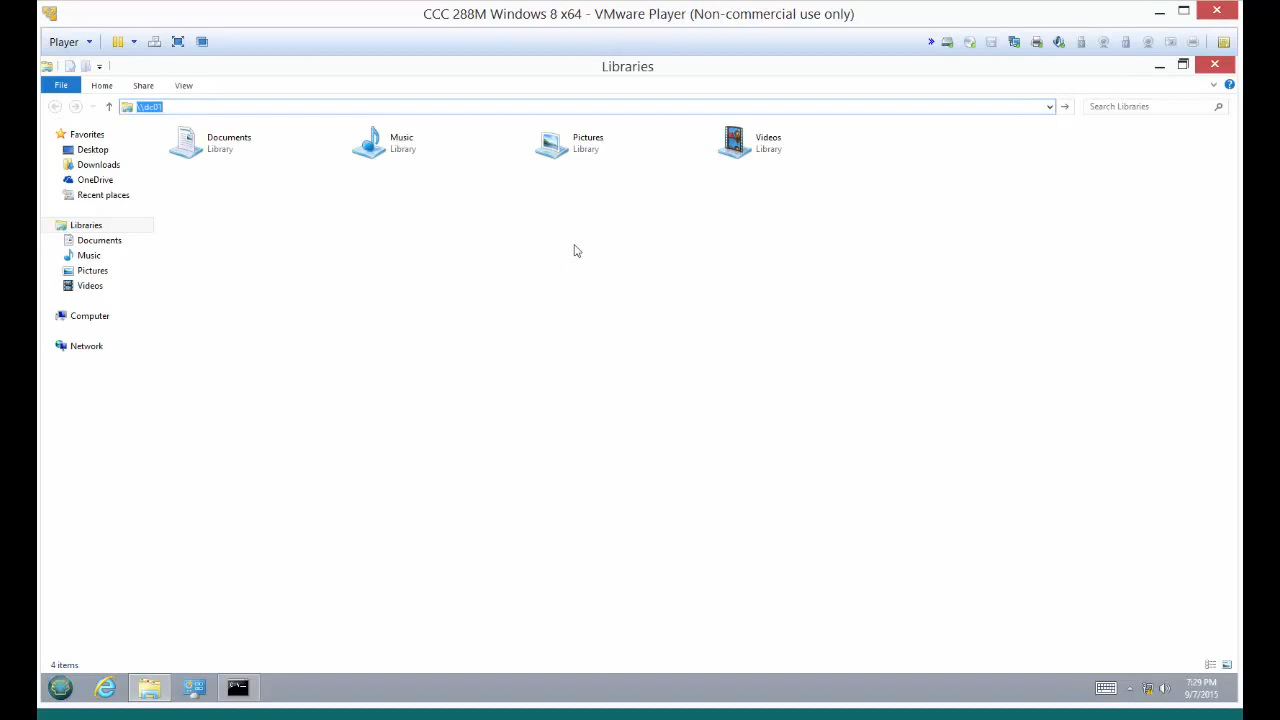 CCC 288M Windows 8 x64 - VMware Player (Non-commercial use only)
Player
Libraries
File Home Share View
\\dc01
Search Libraries
Favorites
Desktop
Downloads
OneDrive
Recent places
Libraries
Documents
Music
Pictures
Videos
Computer
Network
Documents
Library
Music
Library
Pictures
Library
Videos
Library
4 items
7:29 PM
9/7/2015